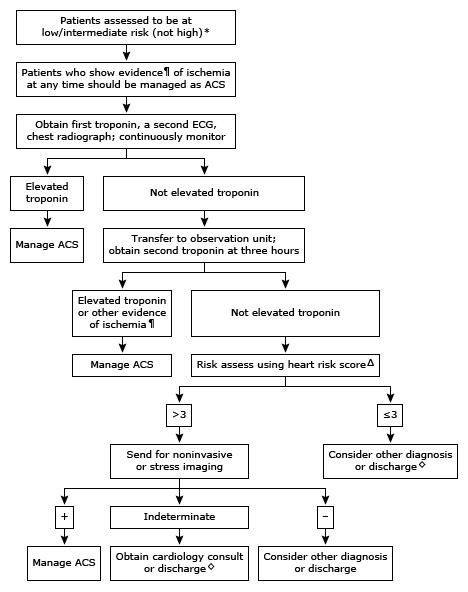 Patients assessed to be at
low/intermediate risk (not high)*
Patients who show evidence¶ of ischemia
at any time should be managed as ACS
Obtain first troponin, a second ECG,
chest radiograph; continuously monitor
Elevated
troponin
Not elevated troponin
Manage ACS
Transfer to observation unit;
obtain second troponin at three hours
Elevated troponin
or other evidence
of ischemia¶
Not elevated troponin
Manage ACS
Risk assess using heart risk scoreΔ
>3
≤3
Send for noninvasive
or stress imaging
Consider other diagnosis
or discharge◊
+
Indeterminate
–
Manage ACS
Obtain cardiology consult
or discharge◊
Consider other diagnosis
or discharge